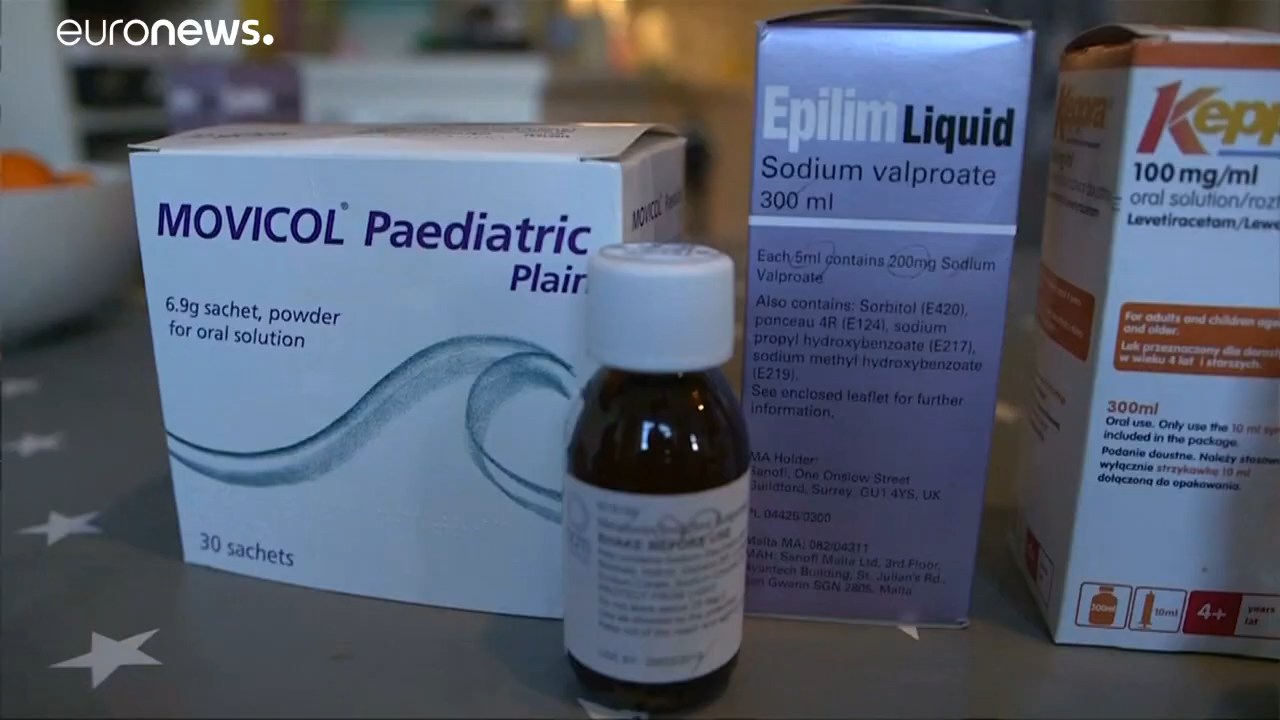 euronews.
MOVICOL® Paediatric
Plain
6.9g sachet, powder
for oral solution
30 sachets
MOVICOL
SHAKE BEFORE USE
Epilim Liquid
Sodium valproate
300 ml
Each 5ml contains 200mg Sodium
Valproate
Also contains: Sorbitol (E420),
ponceau 4R (E124), sodium
propyl hydroxybenzoate (E217),
sodium methyl hydroxybenzoate
(E219).
See enclosed leaflet for further
information.
MA Holder:
Sanofi, One Onslow Street
Guildford, Surrey, GU1 4YS, UK
PL 04425/0300
Malta MA: 082/04311
MAH: Sanofi Malta Ltd, 3rd Floor,
Avantech Building, St. Julian's Rd.,
San Gwann SGN 2805, Malta
Keppra
Kepp
100 mg/ml
oral solution/rozt
Levetiracetam/Lewe
For adults and children age
and older.
Lek przeznaczony dla doros
w wieku 4 lat i starszych.
300ml
Oral use. Only use the 10 ml syr
included in the package.
Podanie doustne. Należy stosow
wyłącznie strzykawkę 10 ml
dołączoną do opakowania.
300ml
10ml
4+
years
lat